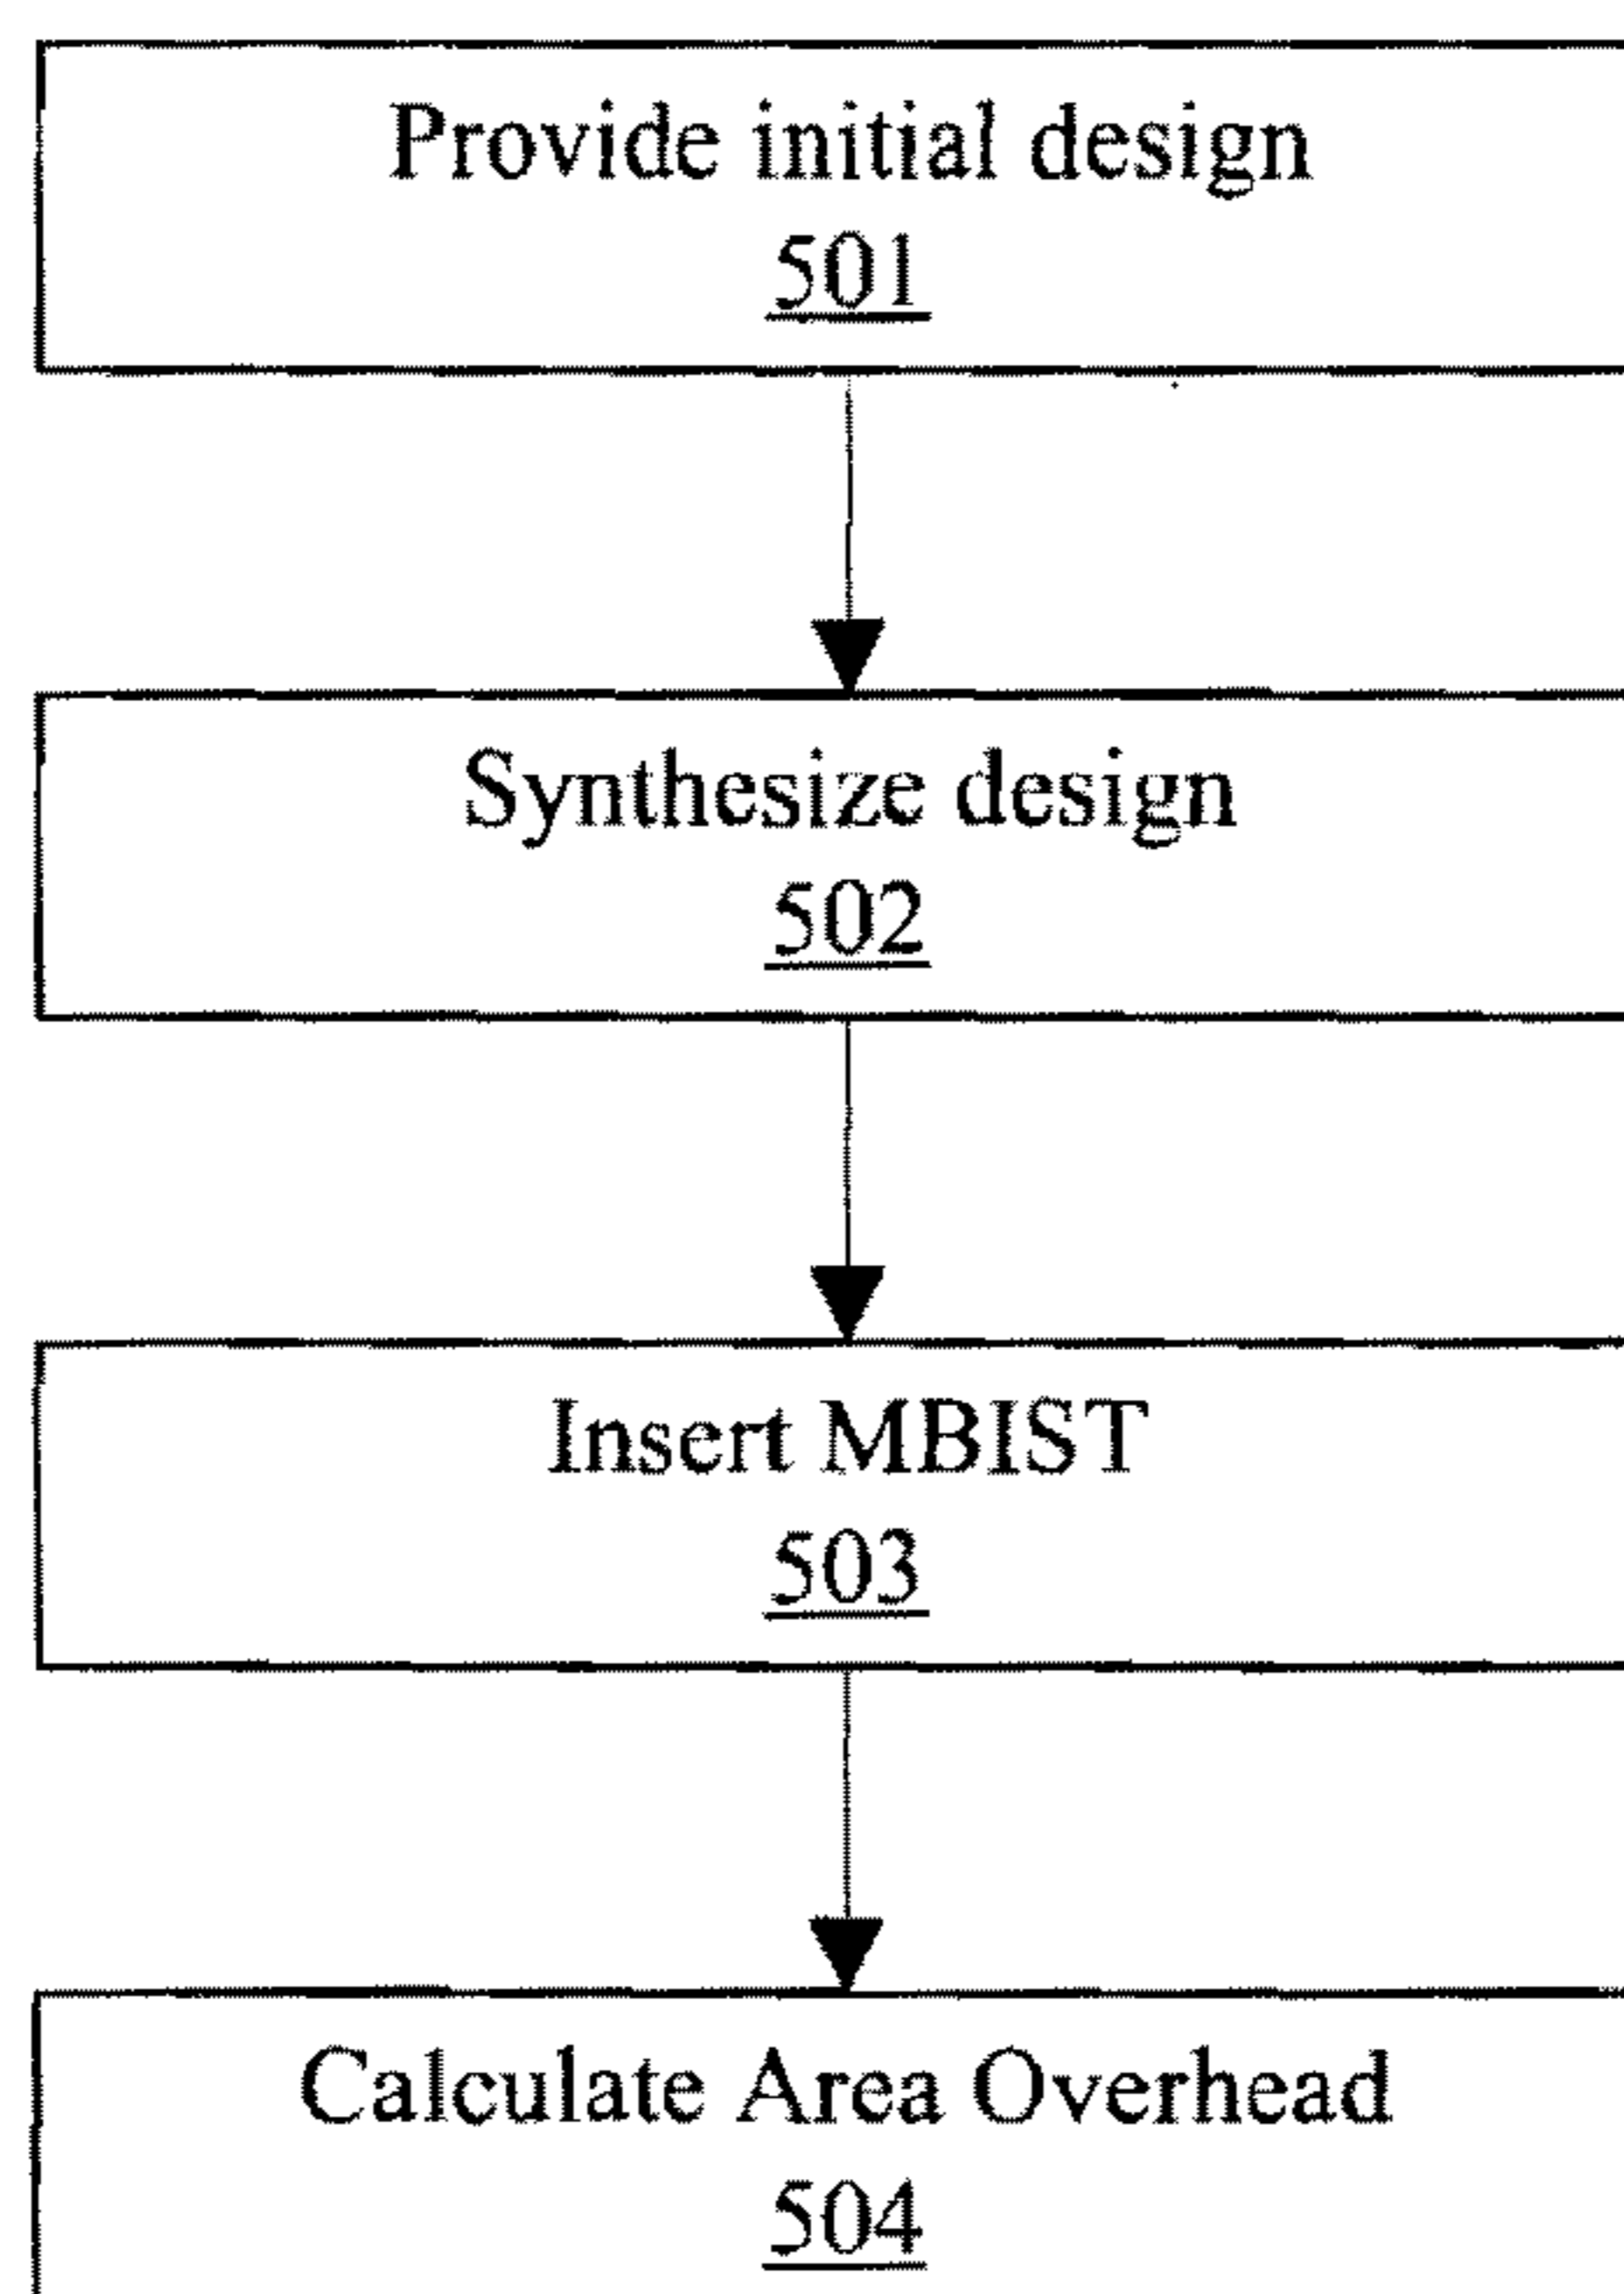 Provide initial design
501
Synthesize design
502
Insert MBIST
503
Calculate Area Overhead
504